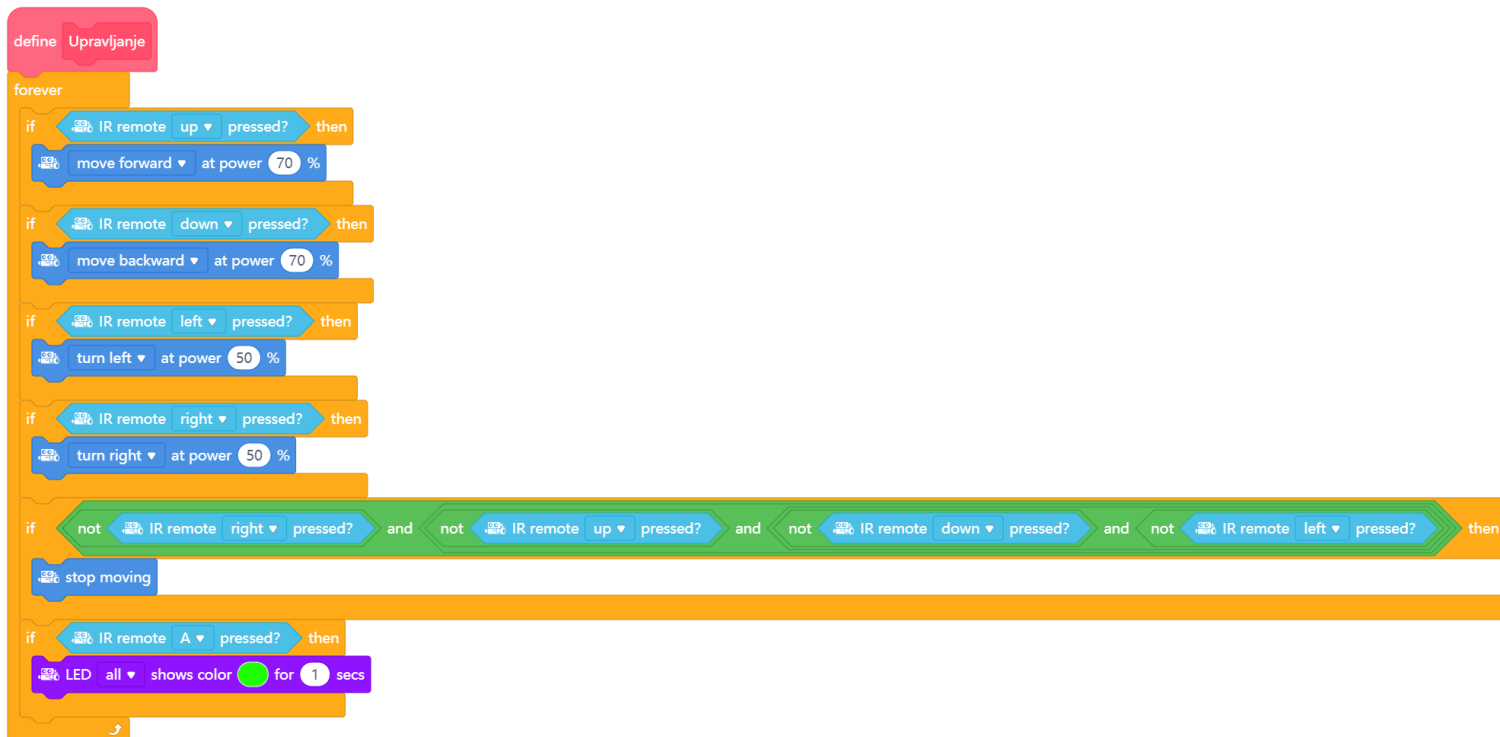 define Upravljanje
forever
if IR remote up pressed? then
move forward at power 70 %
if IR remote down pressed? then
move backward at power 70 %
if IR remote left pressed? then
turn left at power 50 %
if IR remote right pressed? then
turn right at power 50 %
if not IR remote right pressed? and not IR remote up pressed? and not IR remote down pressed? and not IR remote left pressed? then
stop moving
if IR remote A pressed? then
LED all shows color for 1 secs